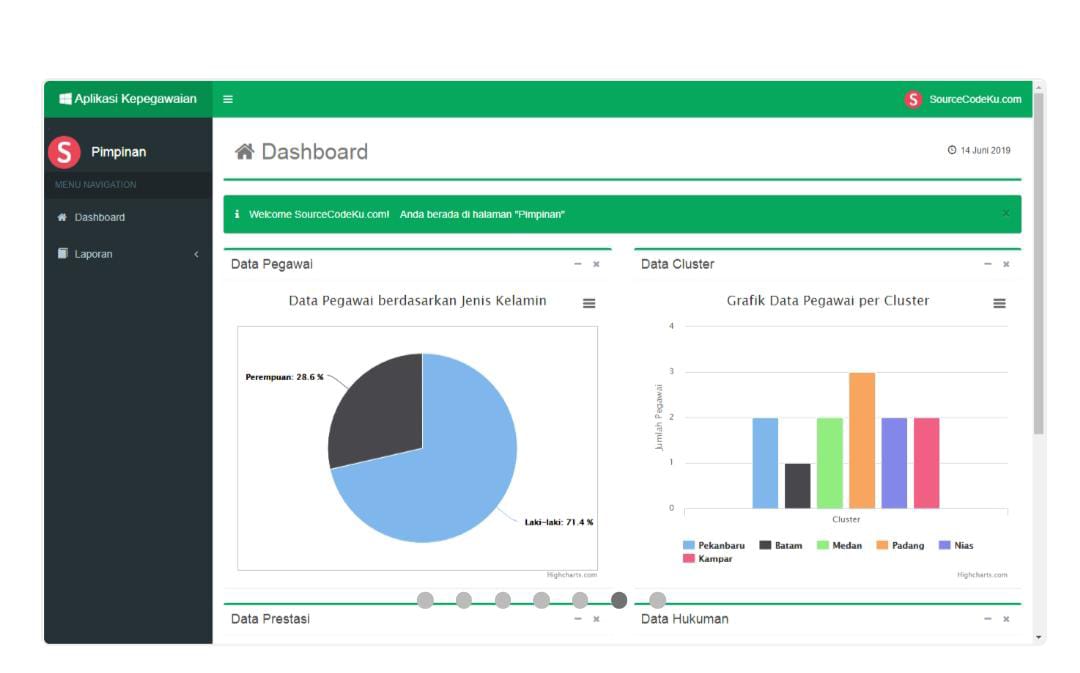 Aplikasi Kepegawaian
S SourceCodeKu.com
S Pimpinan
MENU NAVIGATION
Dashboard
Laporan
Dashboard
14 Juni 2019
i Welcome SourceCodeKu.com! Anda berada di halaman "Pimpinan"
Data Pegawai
Data Pegawai berdasarkan Jenis Kelamin
Perempuan: 28.6 %
Laki-laki: 71.4 %
Highcharts.com
Data Cluster
Grafik Data Pegawai per Cluster
Jumlah Pegawai
4
3
2
1
0
Cluster
Pekanbaru Batam Medan Padang Nias
Kampar
Highcharts.com
Data Prestasi
Data Hukuman